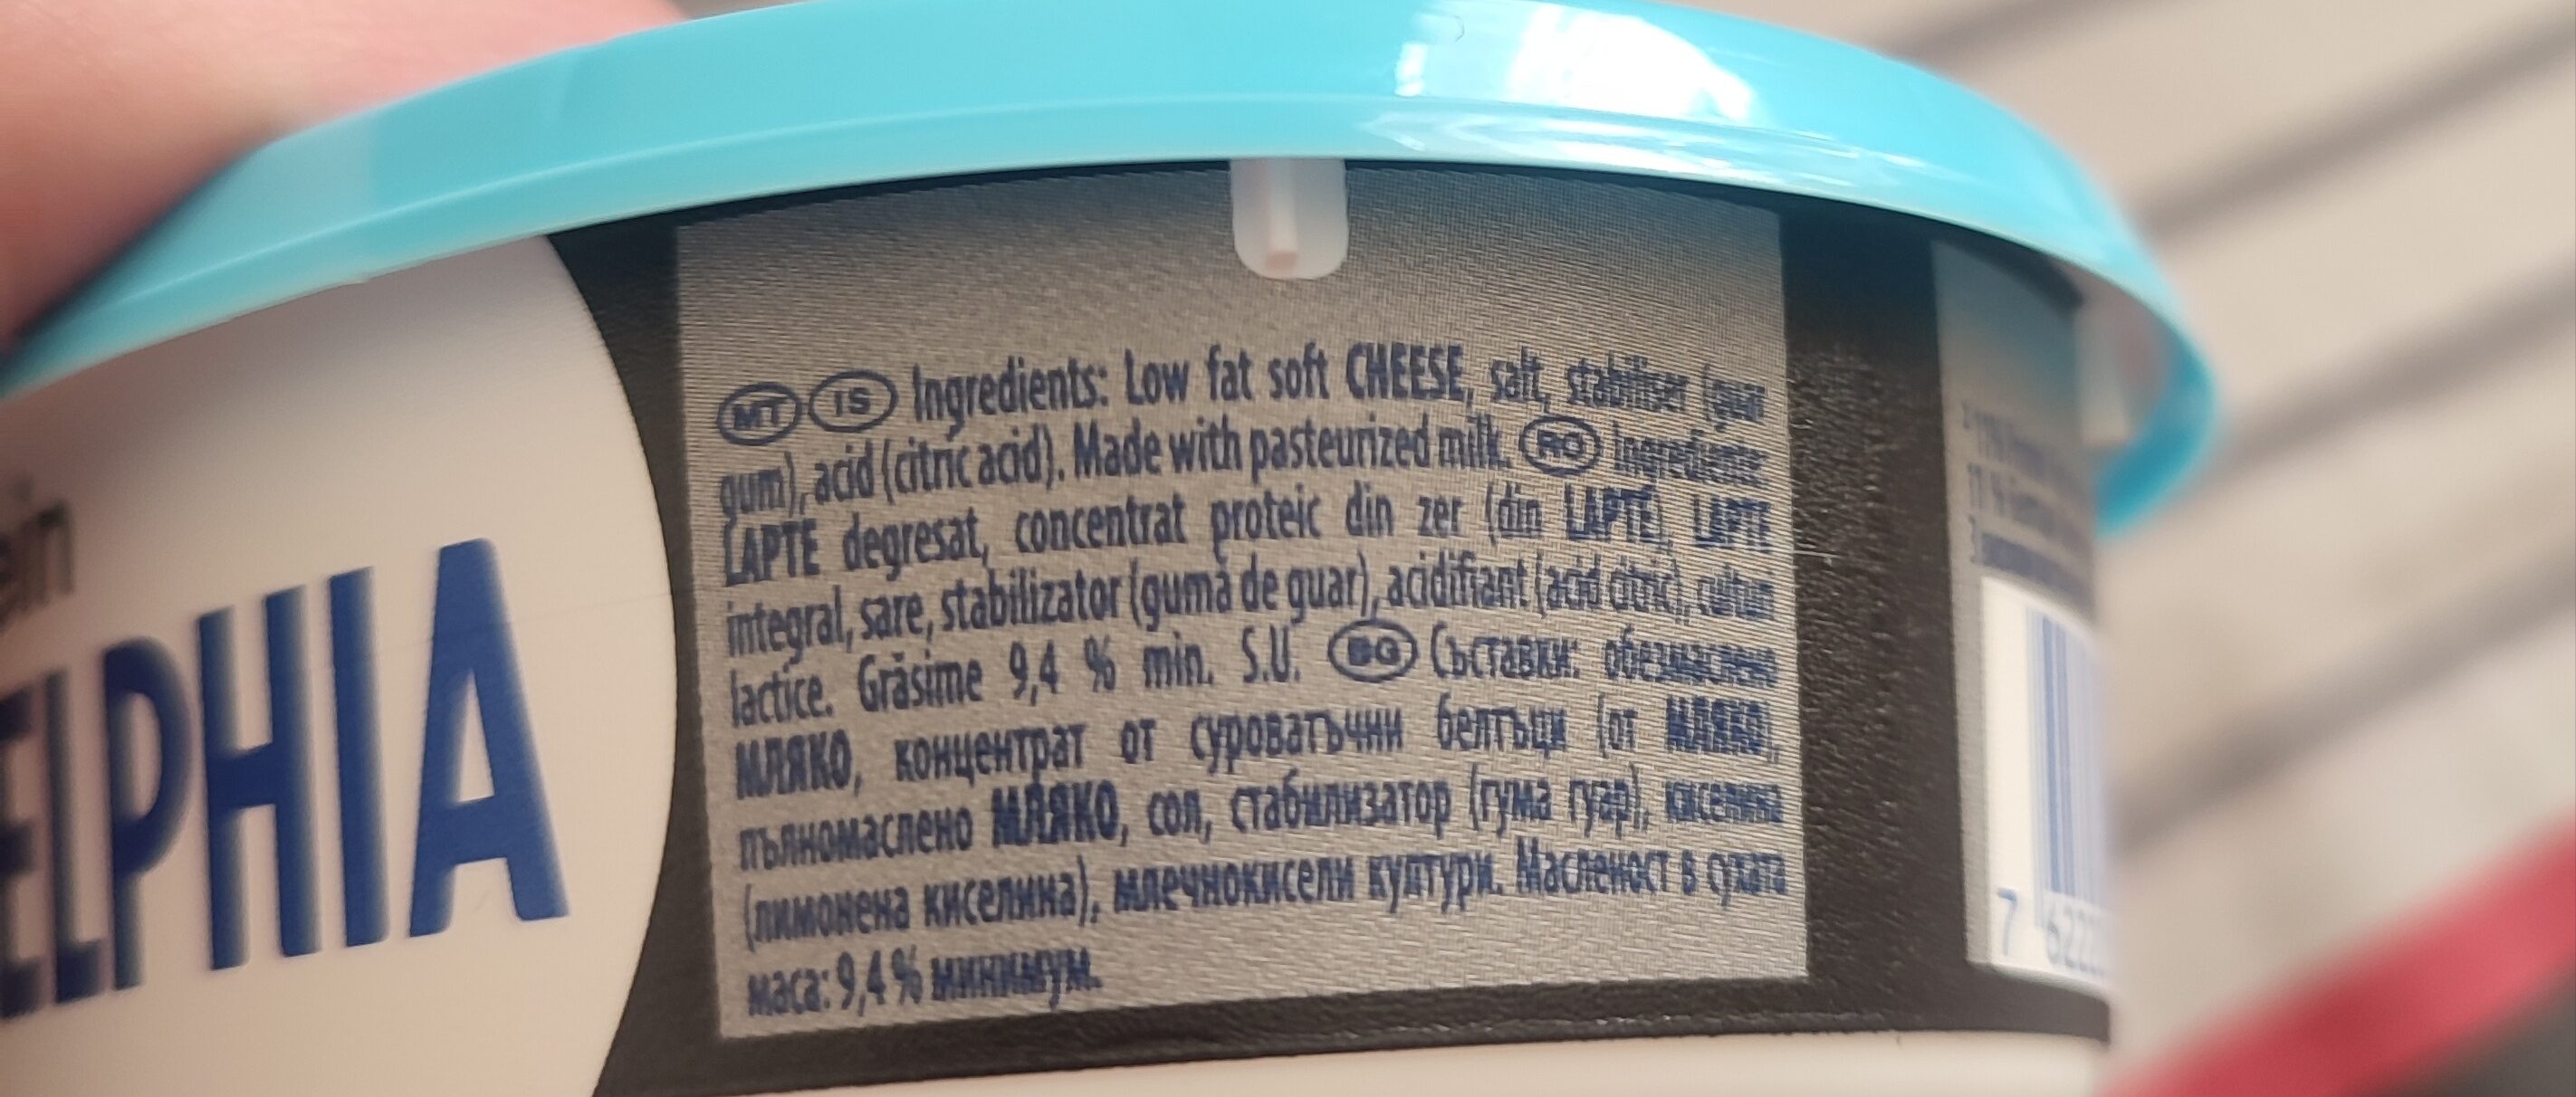 ein
ELPHIA
MT IS Ingredients: Low fat soft CHEESE, salt, stabiliser (guar
gum), acid (citric acid). Made with pasteurized milk. RO Ingrediente:
LAPTE degresat, concentrat proteic din zer (din LAPTE), LAPTE
integral, sare, stabilizator (gumă de guar), acidifiant (acid citric), culturi
lactice. Grăsime 9,4 % min. S.U. BG Съставки: обезмаслено
МЛЯКО, концентрат от суроватъчни белтъци (от МЛЯКО),
пълномаслено МЛЯКО, сол, стабилизатор (гума гуар), киселина
(лимонена киселина), млечнокисели култури. Масленост в сухата
маса: 9,4 % минимум.
7 6222